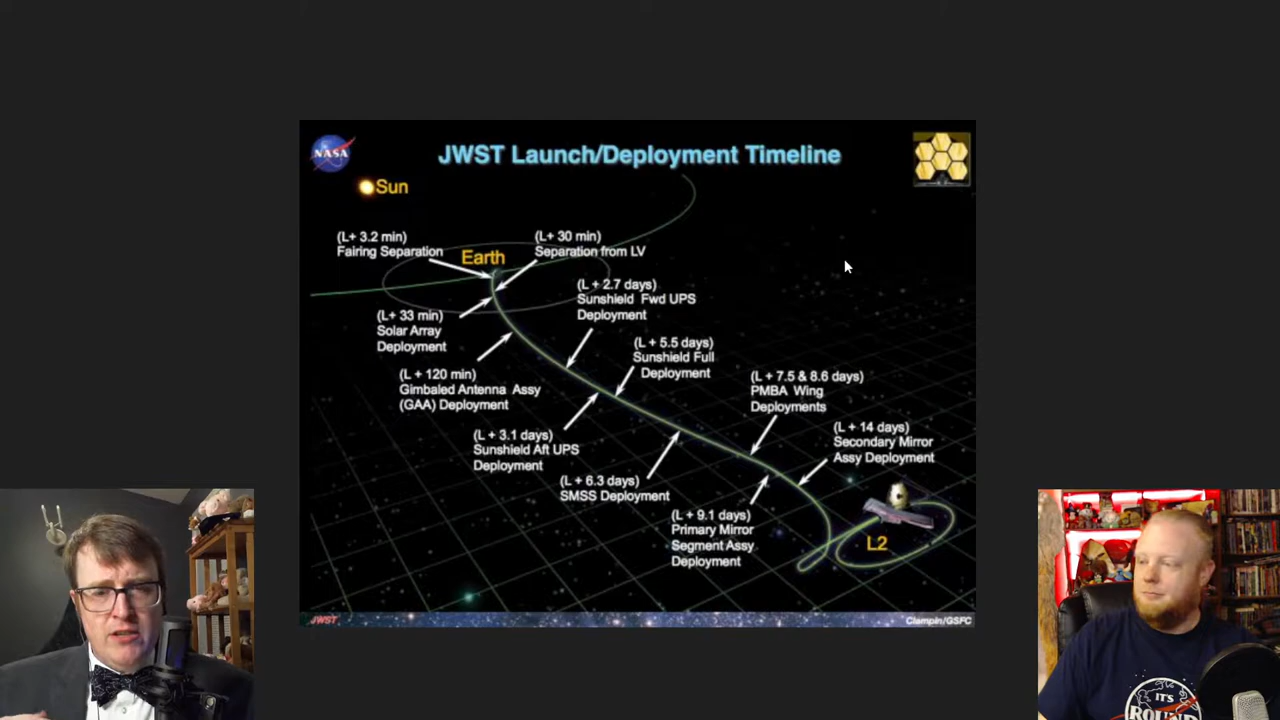 JWST Launch/Deployment Timeline
NASA
Sun
(L+ 3.2 min)
Fairing Separation
(L+ 30 min)
Separation from LV
Earth
(L + 2.7 days)
Sunshield Fwd UPS
Deployment
(L+ 33 min)
Solar Array
Deployment
(L + 5.5 days)
Sunshield Full
Deployment
(L + 120 min)
Gimbaled Antenna Assy
(GAA) Deployment
(L + 7.5 & 8.6 days)
PMBA Wing
Deployments
(L + 3.1 days)
Sunshield Aft UPS
Deployment
(L + 14 days)
Secondary Mirror
Assy Deployment
(L + 6.3 days)
SMSS Deployment
(L + 9.1 days)
Primary Mirror
Segment Assy
Deployment
L2
JWST
Clampin/GSFC
IT'S
ROUND